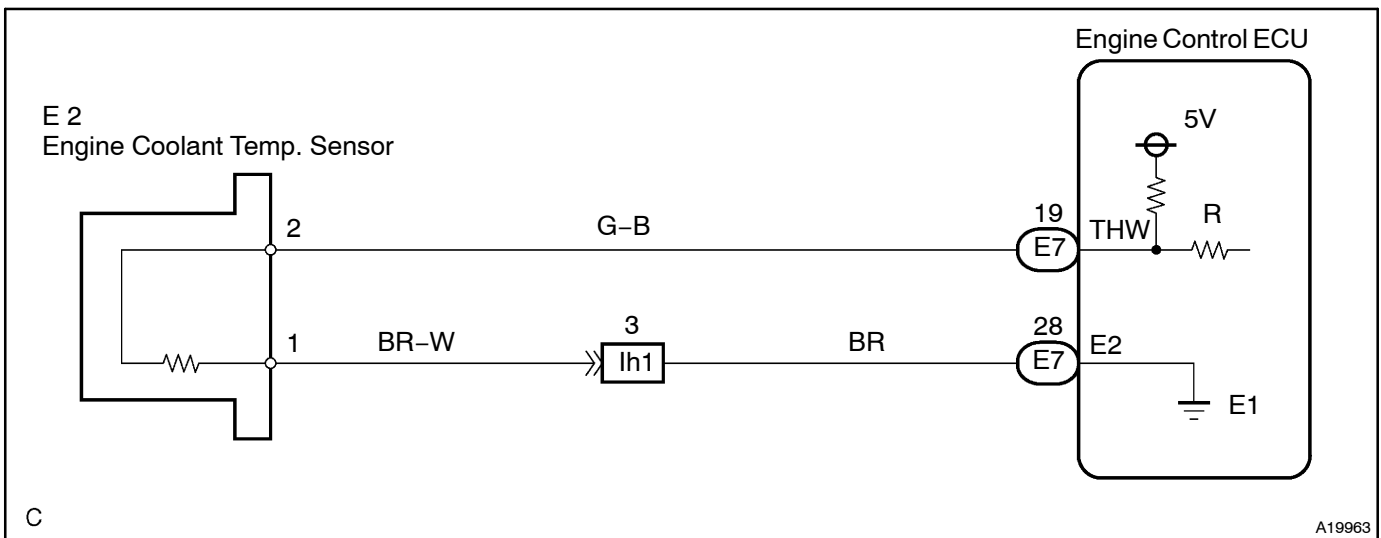 Engine Control ECU
E 2
Engine Coolant Temp. Sensor
5V
2
G−B
19
E7
THW
R
1
BR−W
3
Ih1
BR
28
E7
E2
E1
C
A19963